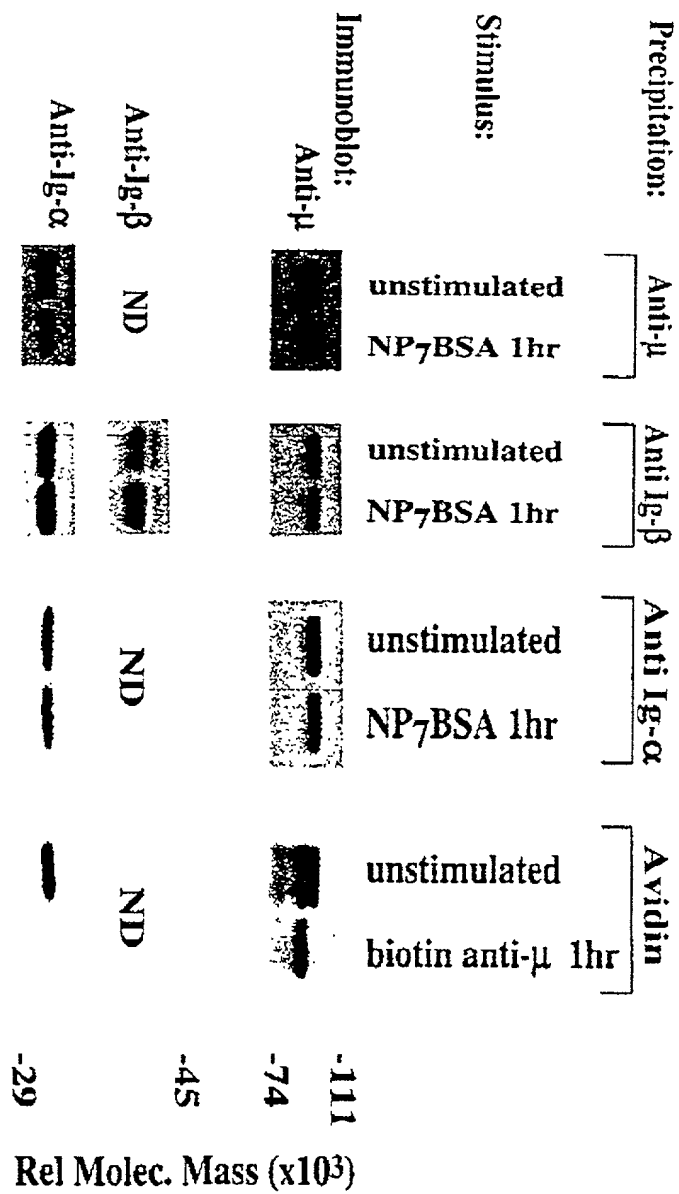 Precipitation:
Anti-μ
Anti Ig-β
Anti Ig-α
Avidin
Stimulus:
unstimulated
NP7BSA 1hr
unstimulated
NP7BSA 1hr
unstimulated
NP7BSA 1hr
unstimulated
biotin anti-μ 1hr
Immunoblot:
Anti-μ
-111
-74
Anti-Ig-β
ND
ND
ND
-45
Anti-Ig-α
-29
Rel Molec. Mass (x10³)